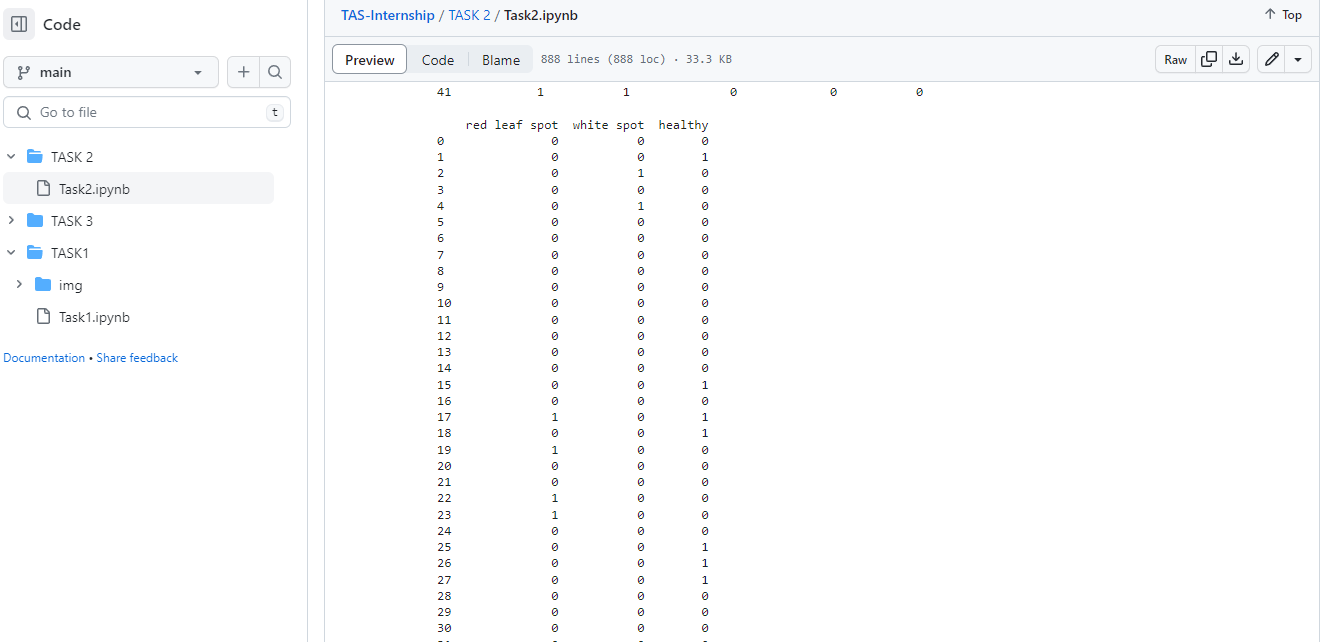 Code
main
Go to file t
TASK 2
Task2.ipynb
TASK 3
TASK1
img
Task1.ipynb
Documentation • Share feedback
TAS-Internship / TASK 2 / Task2.ipynb
Top
Preview Code Blame 888 lines (888 loc) · 33.3 KB
Raw
41 1 1 0 0 0
red leaf spot white spot healthy
0 0 0 0
1 0 0 1
2 0 1 0
3 0 0 0
4 0 1 0
5 0 0 0
6 0 0 0
7 0 0 0
8 0 0 0
9 0 0 0
10 0 0 0
11 0 0 0
12 0 0 0
13 0 0 0
14 0 0 0
15 0 0 1
16 0 0 0
17 1 0 1
18 0 0 1
19 1 0 0
20 0 0 0
21 0 0 0
22 1 0 0
23 1 0 0
24 0 0 0
25 0 0 1
26 0 0 1
27 0 0 1
28 0 0 0
29 0 0 0
30 0 0 0